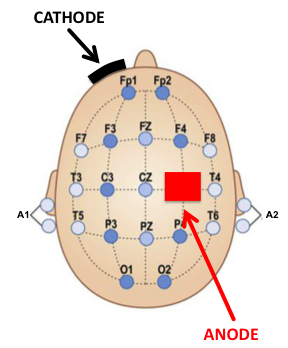 CATHODE
Fp1 Fp2
F7 F3 FZ F4 F8
T3 C3 CZ T4
A1 A2
T5 P3 PZ P4 T6
O1 O2
ANODE